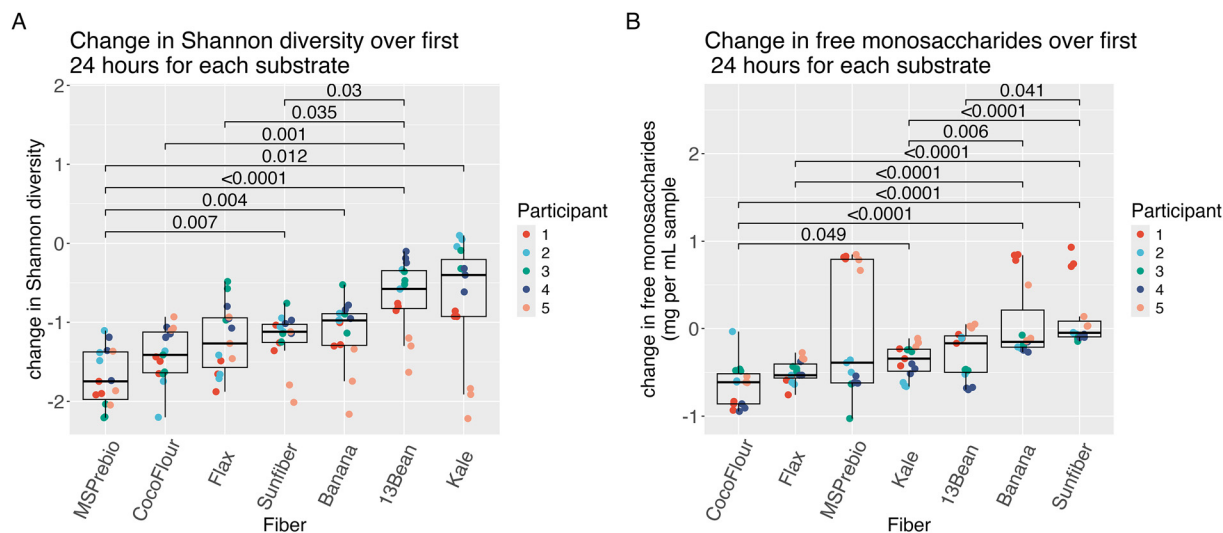 A
Change in Shannon diversity over first
24 hours for each substrate
change in Shannon diversity
2
1
0
-1
-2
0.03
0.035
0.001
0.012
<0.0001
0.004
0.007
MSPrebio
CocoFlour
Flax
Sunfiber
Banana
13Bean
Kale
Fiber
Participant
1
2
3
4
5
B
Change in free monosaccharides over first
24 hours for each substrate
change in free monosaccharides
(mg per mL sample
2
1
0
-1
0.041
<0.0001
0.006
<0.0001
<0.0001
<0.0001
<0.0001
0.049
CocoFlour
Flax
MSPrebio
Kale
13Bean
Banana
Sunfiber
Fiber
Participant
1
2
3
4
5